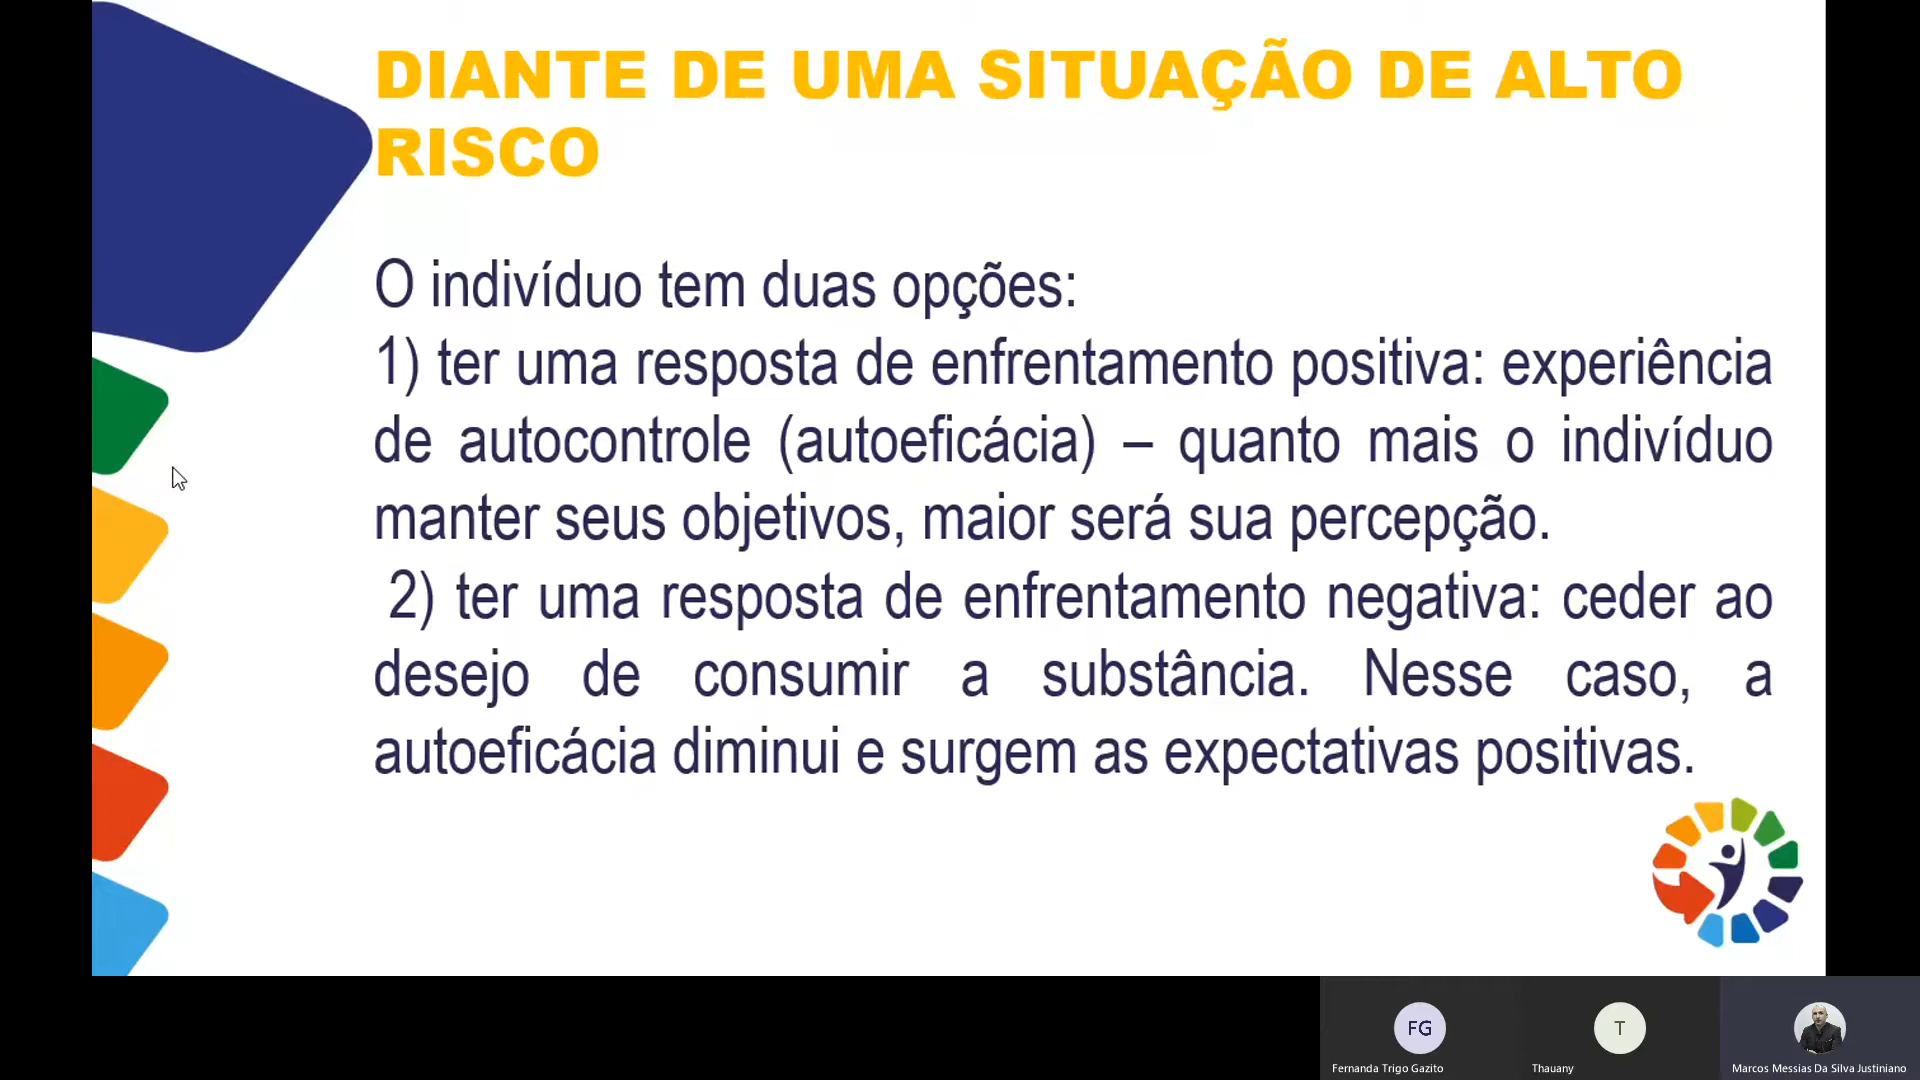 DIANTE DE UMA SITUAÇÃO DE ALTO
RISCO
O indivíduo tem duas opções:
1) ter uma resposta de enfrentamento positiva: experiência
de autocontrole (autoeficácia) – quanto mais o indivíduo
manter seus objetivos, maior será sua percepção.
2) ter uma resposta de enfrentamento negativa: ceder ao
desejo de consumir a substância. Nesse caso, a
autoeficácia diminui e surgem as expectativas positivas.
FG
T
Fernanda Trigo Gazito
Thauany
Marcos Messias Da Silva Justiniano